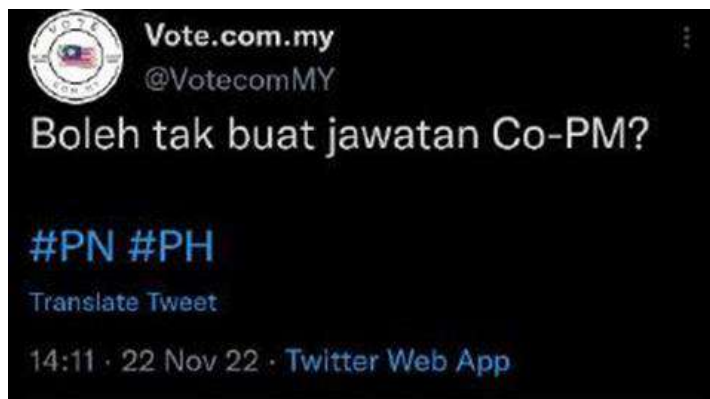 Vote.com.my
@VotecomMY
Boleh tak buat jawatan Co-PM?
#PN #PH
Translate Tweet
14:11 · 22 Nov 22 · Twitter Web App